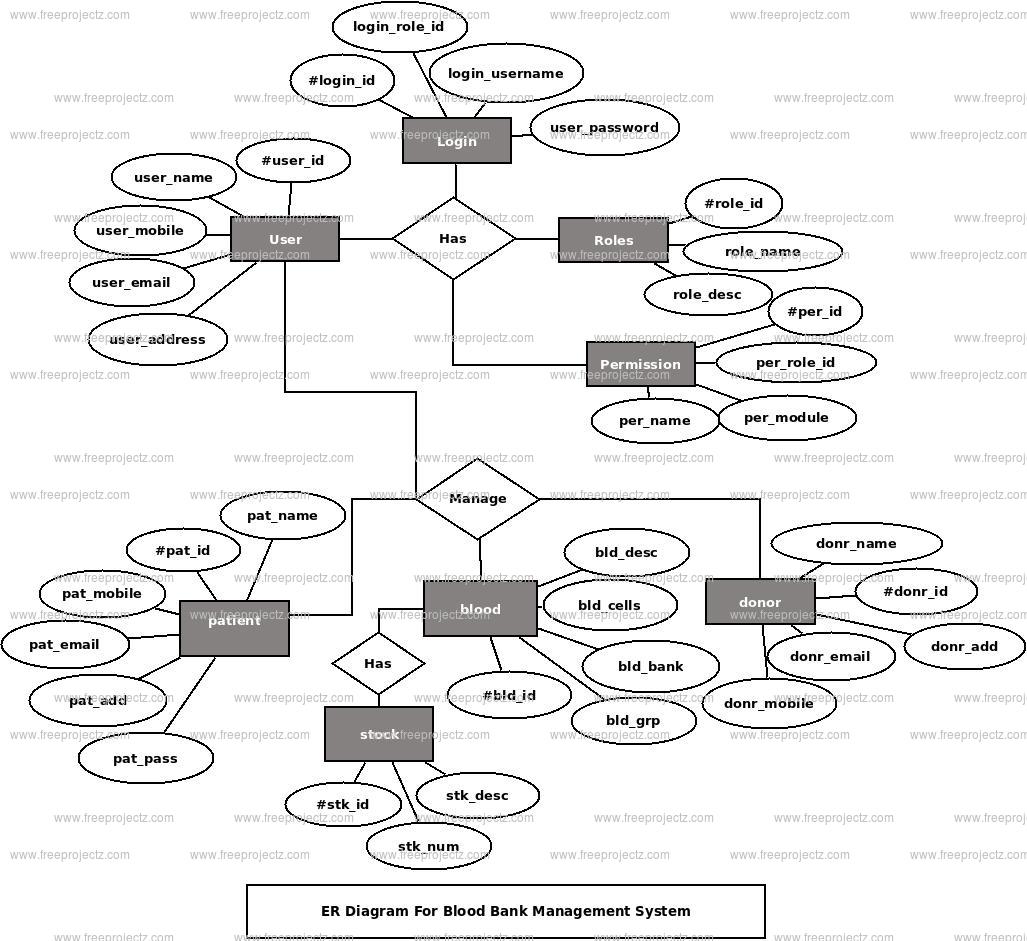 login_role_id
#login_id
login_username
user_password
Login
#user_id
user_name
user_mobile
user_email
user_address
User
Has
Roles
#role_id
role_name
role_desc
#per_id
Permission
per_role_id
per_name
per_module
Manage
pat_name
#pat_id
pat_mobile
pat_email
pat_add
pat_pass
patient
blood
bld_desc
bld_cells
bld_bank
bld_grp
#bld_id
donor
donr_name
#donr_id
donr_add
donr_email
donr_mobile
Has
stock
#stk_id
stk_desc
stk_num
ER Diagram For Blood Bank Management System
www.freeprojectz.com